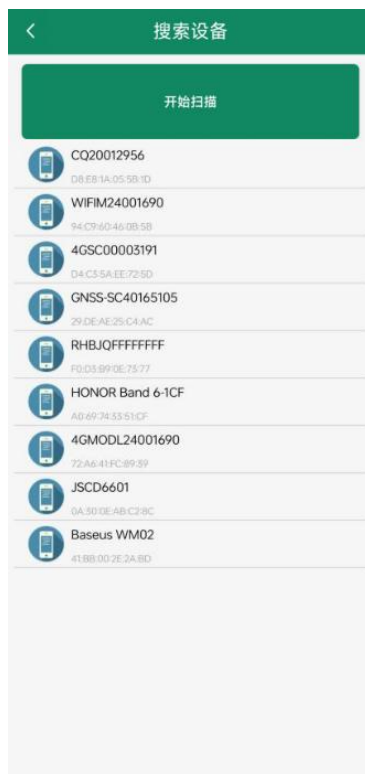 搜索设备
开始扫描
CQ20012956
D8:E8:1A:05:5B:1D
WIFIM24001690
94:C9:60:46:0B:5B
4GSC00003191
D4:C3:5A:EE:72:5D
GNSS-SC40165105
29:DE:AE:25:C4:AC
RHBJQFFFFFFFF
F0:D3:B9:0E:75:77
HONOR Band 6-1CF
A0:69:74:33:51:CF
4GMODL24001690
72:A6:41:FC:89:39
JSCD6601
0A:50:0E:AB:C2:8C
Baseus WM02
41:BB:00:2E:2A:BD